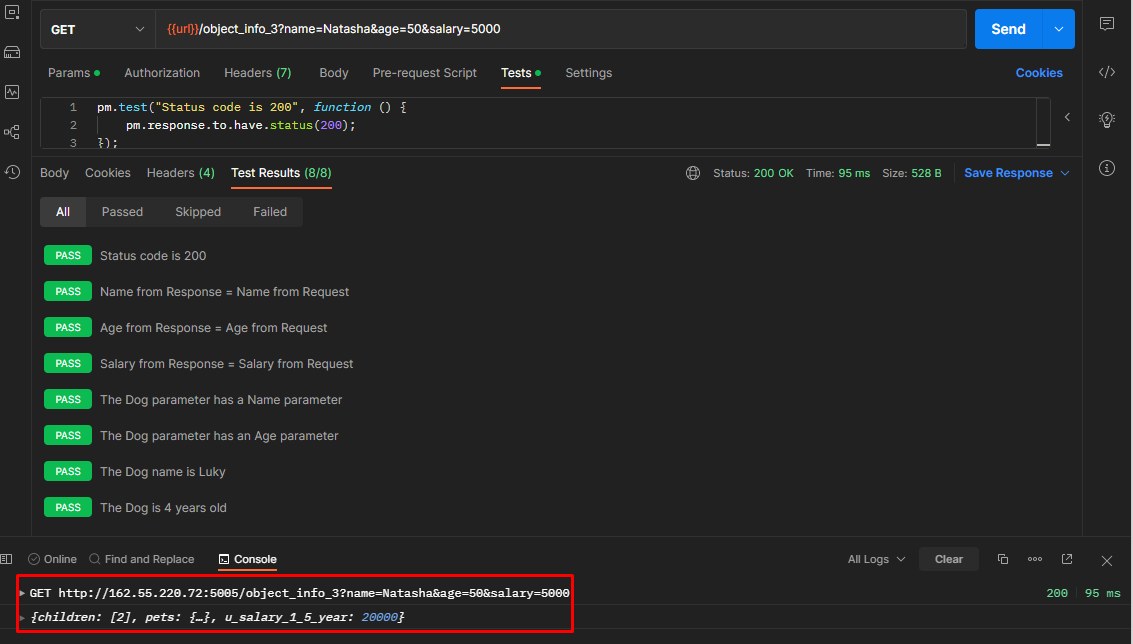 GET {{url}}/object_info_3?name=Natasha&age=50&salary=5000 Send
Params Authorization Headers (7) Body Pre-request Script Tests Settings Cookies
1 pm.test("Status code is 200", function () {
2 pm.response.to.have.status(200);
3 });
Body Cookies Headers (4) Test Results (8/8) Status: 200 OK Time: 95 ms Size: 528 B Save Response
All Passed Skipped Failed
PASS Status code is 200
PASS Name from Response = Name from Request
PASS Age from Response = Age from Request
PASS Salary from Response = Salary from Request
PASS The Dog parameter has a Name parameter
PASS The Dog parameter has an Age parameter
PASS The Dog name is Luky
PASS The Dog is 4 years old
Online Find and Replace Console All Logs Clear
GET http://162.55.220.72:5005/object_info_3?name=Natasha&age=50&salary=5000 200 95 ms
{children: [2], pets: {…}, u_salary_1_5_year: 20000}